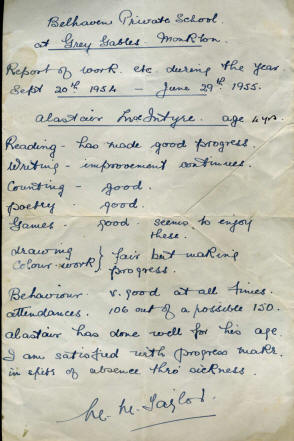 Belhaven Private School.
at Grey Gables Monkton.
Report of work. etc. during the year
Sept 20th 1954 — June 29th. 1955.
Alastair McIntyre. age 4 yrs.
Reading - has made good progress.
Writing - improvement continues.
Counting - good.
poetry - good.
Games - good. seems to enjoy
these.
drawing
colour-work } fair but making
progress.
Behaviour. v. good at all times.
attendances. 106 out of a possible 150.
alastair has done well for his age.
I am satisfied with progress made.
in spite of absence thro' sickness.
M. Taylor.